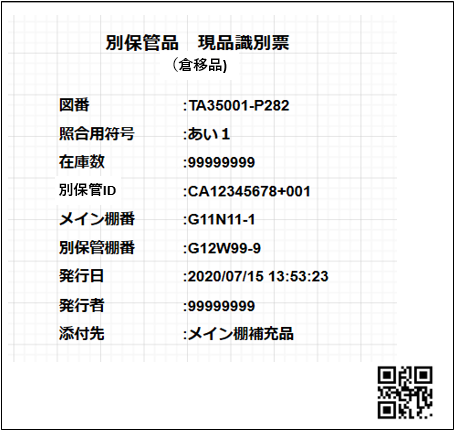 別保管品　現品識別票
（倉移品)
図番 :TA35001-P282
照合用符号 :あい１
在庫数 :99999999
別保管ID :CA12345678+001
メイン棚番 :G11N11-1
別保管棚番 :G12W99-9
発行日 :2020/07/15 13:53:23
発行者 :99999999
添付先 :メイン棚補充品